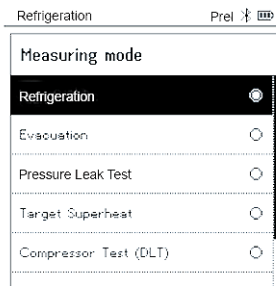 Refrigeration Prel
Measuring mode
Refrigeration
Evacuation
Pressure Leak Test
Target Superheat
Compressor Test (DLT)